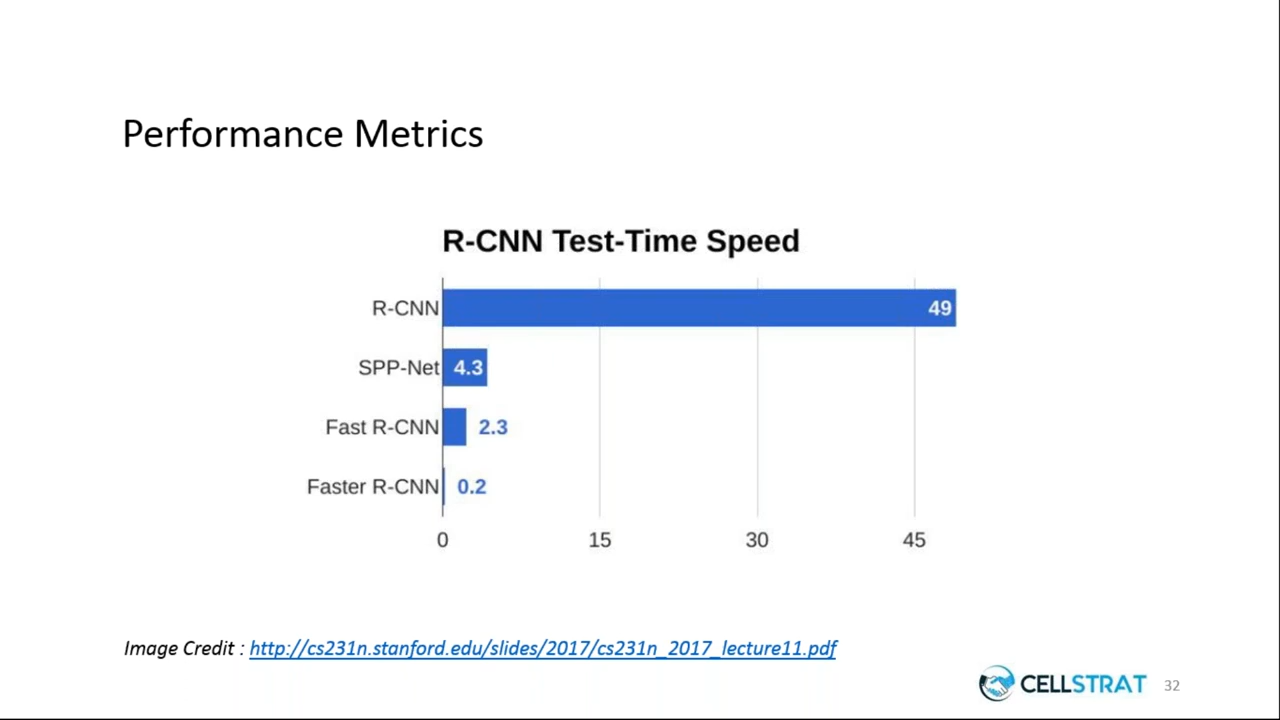 Performance Metrics
R-CNN Test-Time Speed
R-CNN 49
SPP-Net 4.3
Fast R-CNN 2.3
Faster R-CNN 0.2
0 15 30 45
Image Credit : http://cs231n.stanford.edu/slides/2017/cs231n_2017_lecture11.pdf
CELLSTRAT 32